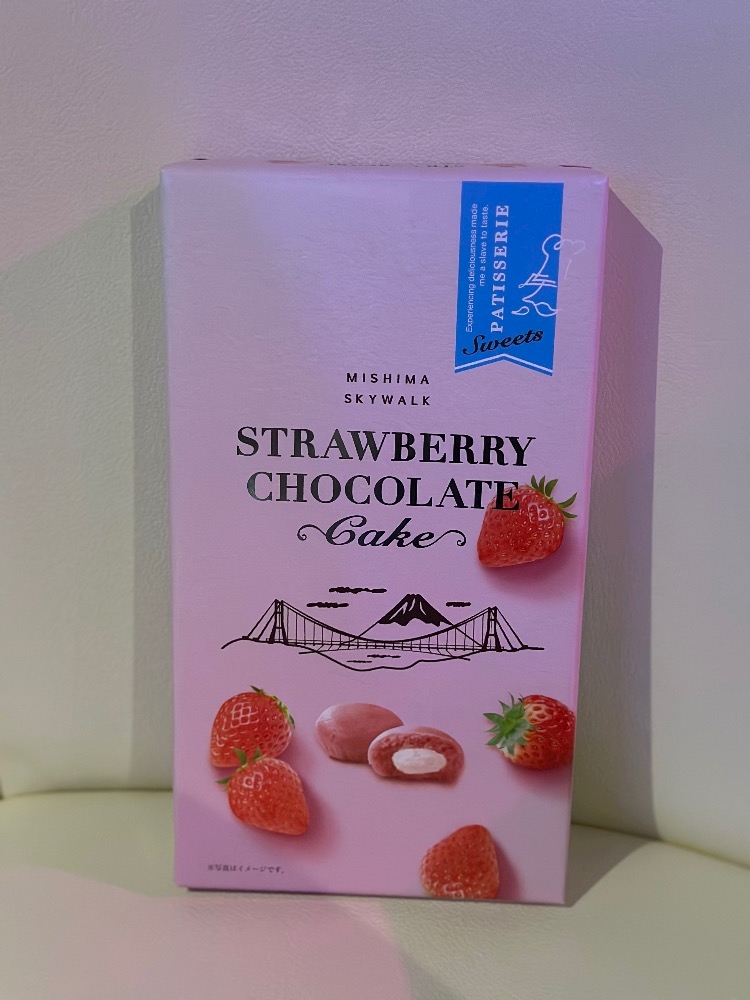 Experiencing deliciousness made
me a slave to taste.
PATISSERIE
Sweets
MISHIMA
SKYWALK
STRAWBERRY
CHOCOLATE
Cake
※写真はイメージです。